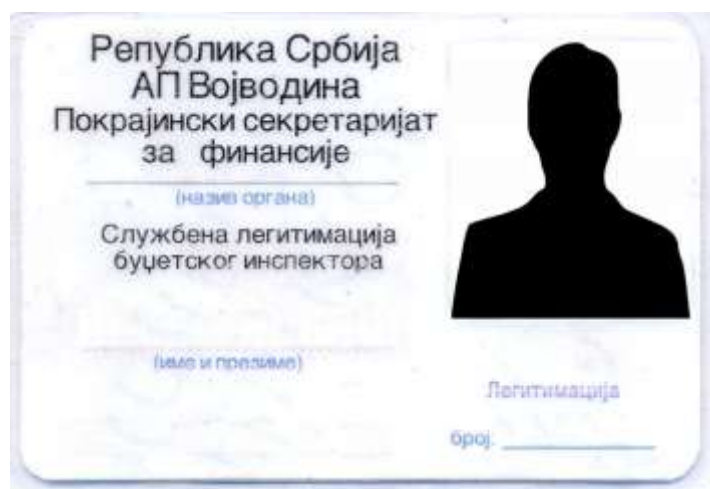 Република Србија
АП Војводина
Покрајински секретаријат
за финансије
(назив органа)
Службена легитимација
буџетског инспектора
(име и презиме)
Легитимација
број: